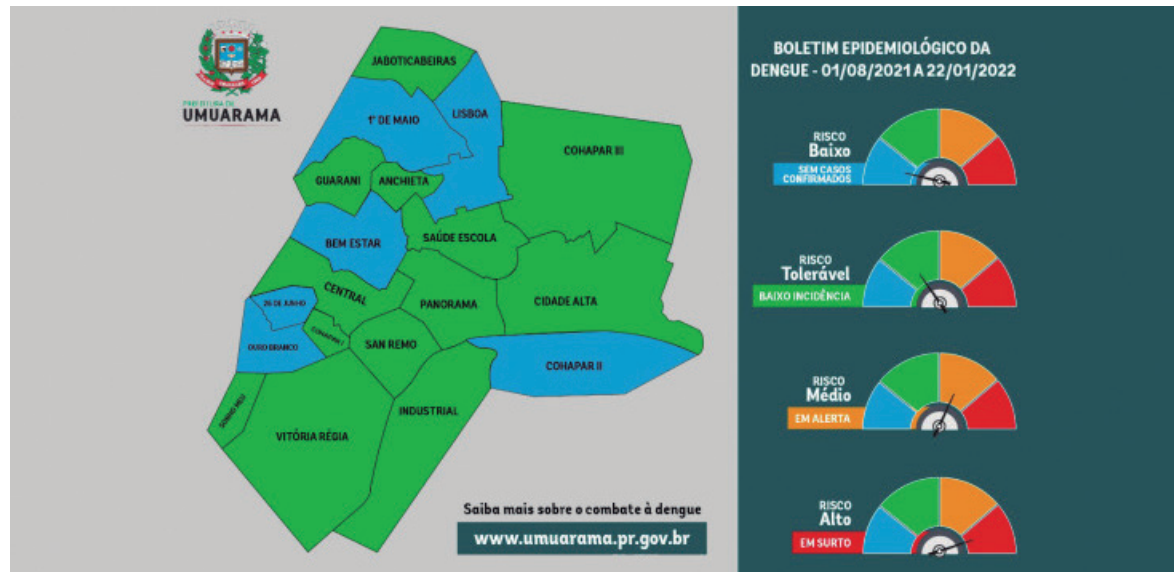 PREFEITURA DE
UMUARAMA
JABOTICABEIRAS
1º DE MAIO
LISBOA
COHAPAR III
GUARANI
ANCHIETA
BEM ESTAR
SAÚDE ESCOLA
CENTRAL
PANORAMA
CIDADE ALTA
26 DE JUNHO
COHAPAR I
OURO BRANCO
SAN REMO
COHAPAR II
SONHO MEU
INDUSTRIAL
VITÓRIA RÉGIA
Saiba mais sobre o combate à dengue
www.umuarama.pr.gov.br
BOLETIM EPIDEMIOLÓGICO DA
DENGUE - 01/08/2021 A 22/01/2022
RISCO
Baixo
SEM CASOS
CONFIRMADOS
RISCO
Tolerável
BAIXO INCIDÊNCIA
RISCO
Médio
EM ALERTA
RISCO
Alto
EM SURTO